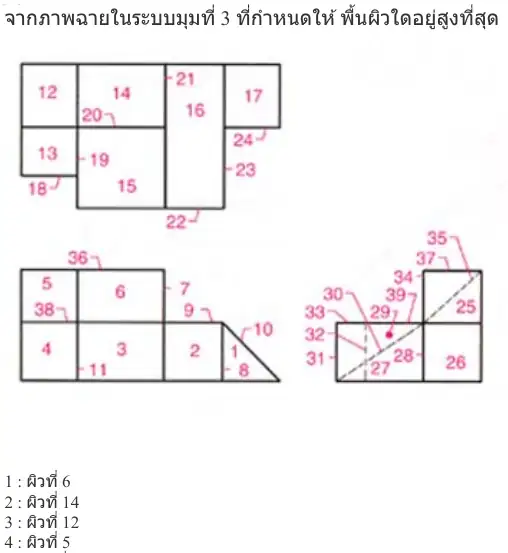 จากภาพฉายในระบบมุมที่ 3 ที่กำหนดให้ พื้นผิวใดอยู่สูงที่สุด
12 14 21 16 17
20
24
13 19 23
18 15
22
36 35
37
5 6 7 34 25
30 39
38 9 10 33 29
32
4 3 2 1 31 28 26
11 8 27
1 : ผิวที่ 6
2 : ผิวที่ 14
3 : ผิวที่ 12
4 : ผิวที่ 5